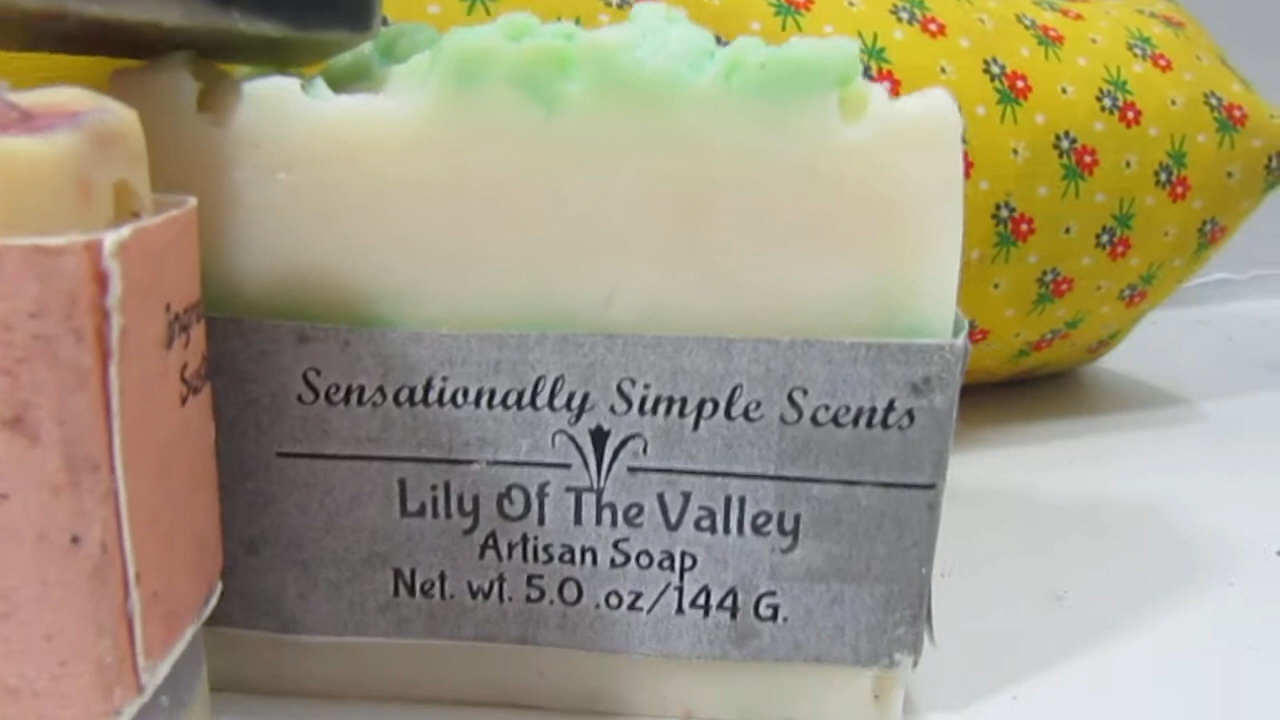 Sensationally Simple Scents
Lily Of The Valley
Artisan Soap
Net. wt. 5.0 .oz/144 G.